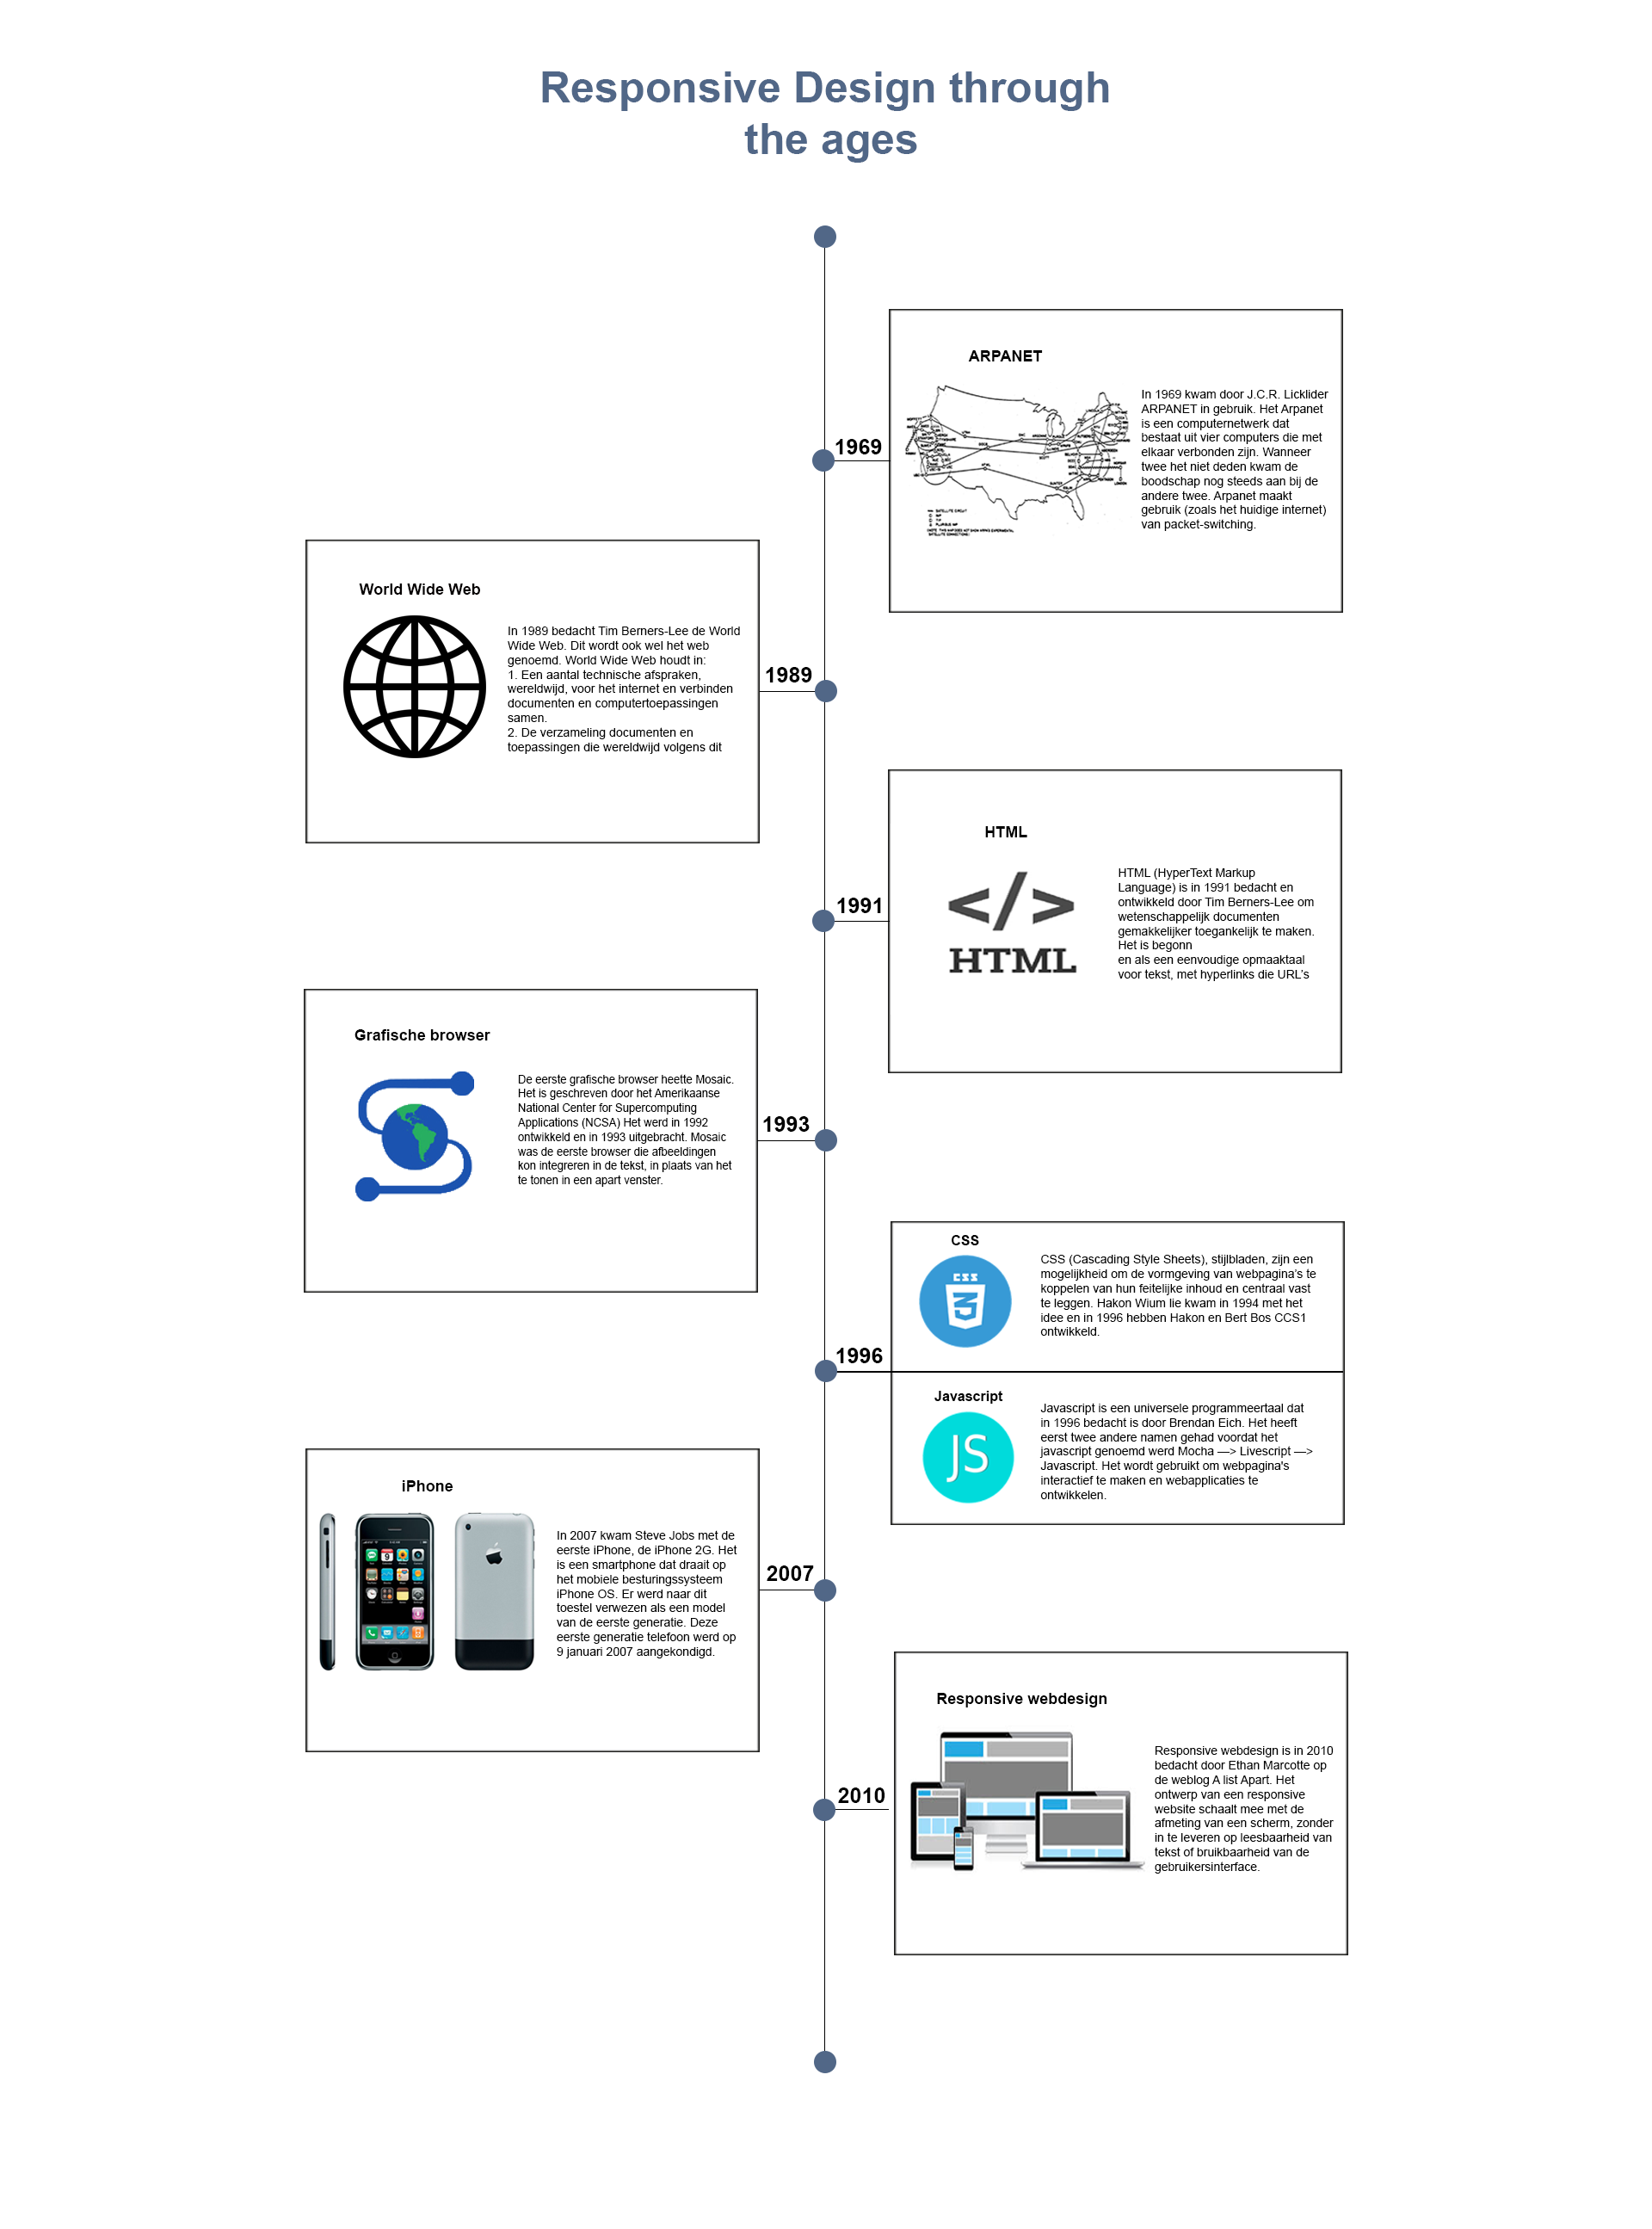 Responsive Design through
the ages
1969
ARPANET
In 1969 kwam door J.C.R. Licklider
ARPANET in gebruik. Het Arpanet
is een computernetwerk dat
bestaat uit vier computers die met
elkaar verbonden zijn. Wanneer
twee het niet deden kwam de
boodschap nog steeds aan bij de
andere twee. Arpanet maakt
gebruik (zoals het huidige internet)
van packet-switching.
1989
World Wide Web
In 1989 bedacht Tim Berners-Lee de World
Wide Web. Dit wordt ook wel het web
genoemd. World Wide Web houdt in:
1. Een aantal technische afspraken,
wereldwijd, voor het internet en verbinden
documenten en computertoepassingen
samen.
2. De verzameling documenten en
toepassingen die wereldwijd volgens dit
1991
HTML
</>
HTML
HTML (HyperText Markup
Language) is in 1991 bedacht en
ontwikkeld door Tim Berners-Lee om
wetenschappelijk documenten
gemakkelijker toegankelijk te maken.
Het is begonn
en als een eenvoudige opmaaktaal
voor tekst, met hyperlinks die URL's
1993
Grafische browser
De eerste grafische browser heette Mosaic.
Het is geschreven door het Amerikaanse
National Center for Supercomputing
Applications (NCSA) Het werd in 1992
ontwikkeld en in 1993 uitgebracht. Mosaic
was de eerste browser die afbeeldingen
kon integreren in de tekst, in plaats van het
te tonen in een apart venster.
1996
CSS
CSS
3
CSS (Cascading Style Sheets), stijlbladen, zijn een
mogelijkheid om de vormgeving van webpagina's te
koppelen van hun feitelijke inhoud en centraal vast
te leggen. Hakon Wium lie kwam in 1994 met het
idee en in 1996 hebben Hakon en Bert Bos CCS1
ontwikkeld.
Javascript
JS
Javascript is een universele programmeertaal dat
in 1996 bedacht is door Brendan Eich. Het heeft
eerst twee andere namen gehad voordat het
javascript genoemd werd Mocha —> Livescript —>
Javascript. Het wordt gebruikt om webpagina's
interactief te maken en webapplicaties te
ontwikkelen.
2007
iPhone
In 2007 kwam Steve Jobs met de
eerste iPhone, de iPhone 2G. Het
is een smartphone dat draait op
het mobiele besturingssysteem
iPhone OS. Er werd naar dit
toestel verwezen als een model
van de eerste generatie. Deze
eerste generatie telefoon werd op
9 januari 2007 aangekondigd.
2010
Responsive webdesign
Responsive webdesign is in 2010
bedacht door Ethan Marcotte op
de weblog A list Apart. Het
ontwerp van een responsive
website schaalt mee met de
afmeting van een scherm, zonder
in te leveren op leesbaarheid van
tekst of bruikbaarheid van de
gebruikersinterface.